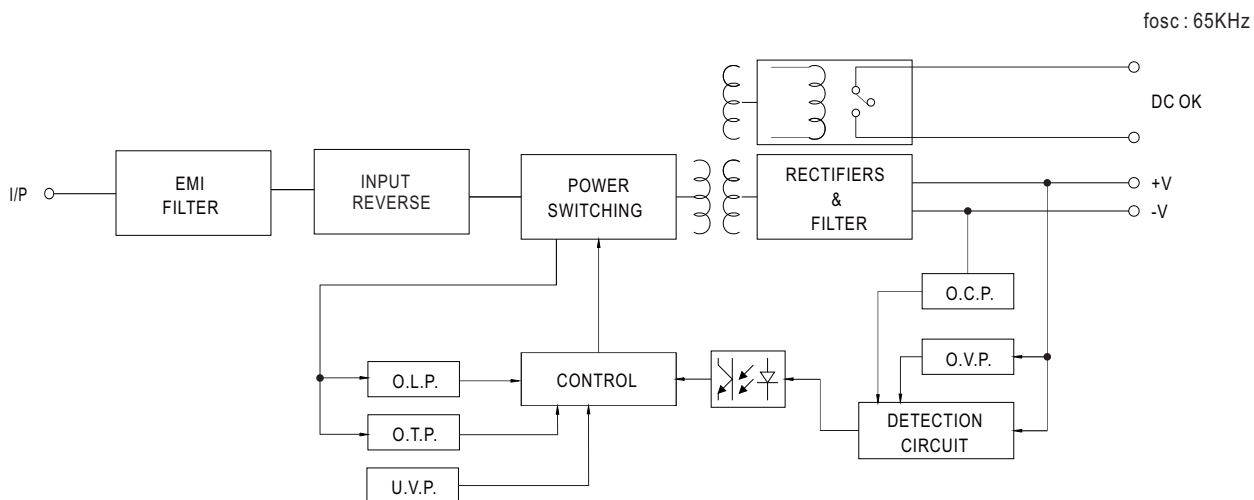 fosc : 65KHz
DC OK
I/P
EMI
FILTER
INPUT
REVERSE
POWER
SWITCHING
RECTIFIERS
&
FILTER
+V
-V
O.C.P.
O.V.P.
O.L.P.
CONTROL
O.T.P.
DETECTION
CIRCUIT
U.V.P.